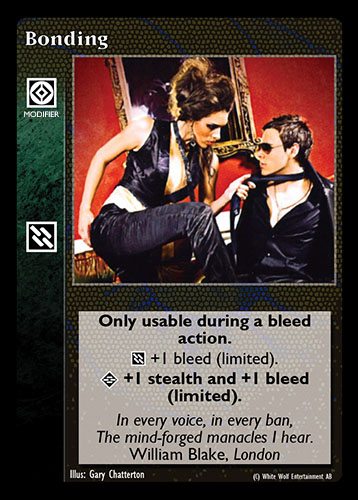 Bonding
MODIFIER
Only usable during a bleed
action.
+1 bleed (limited).
+1 stealth and +1 bleed
(limited).
In every voice, in every ban,
The mind-forged manacles I hear.
William Blake, London
Illus: Gary Chatterton
(C) White Wolf Entertainment AB